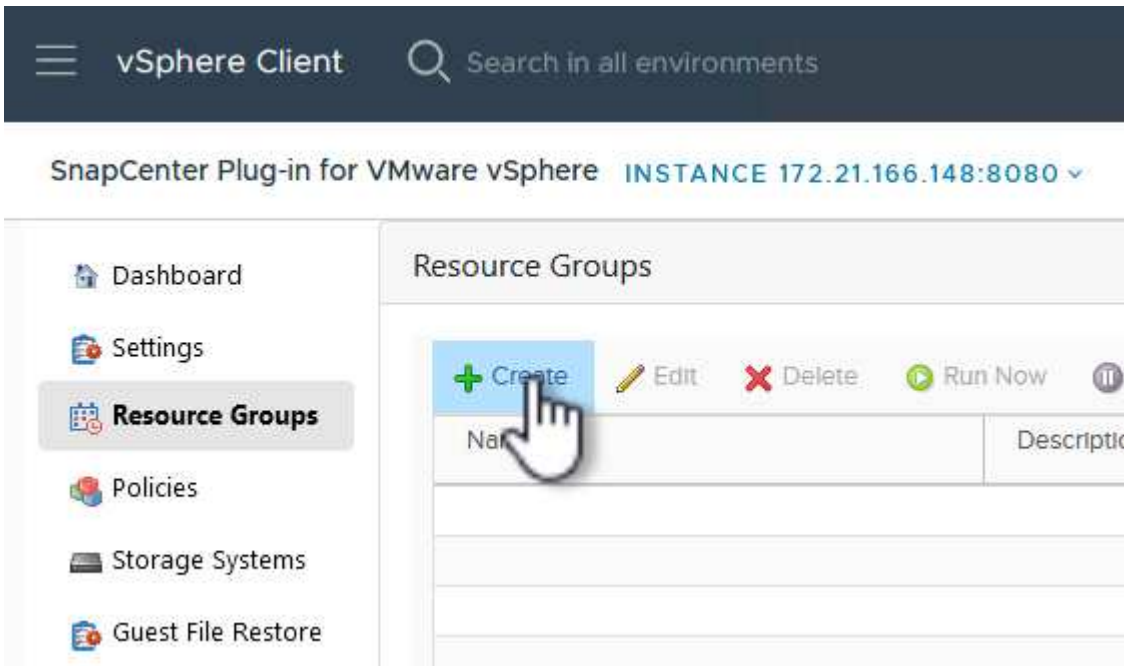 vSphere Client Search in all environments
SnapCenter Plug-in for VMware vSphere INSTANCE 172.21.166.148:8080
Dashboard
Settings
Resource Groups
Policies
Storage Systems
Guest File Restore
Resource Groups
Create Edit Delete Run Now